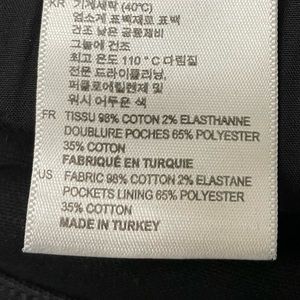 KR 기계세탁 (40℃)
염소계 표백제로 표백
건조 낮은 공룡제비
그늘에 건조
최고 온도 110 ° C 다림질
전문 드라이클리닝,
퍼클로에릴렌제 및
워시 어두운 색
FR TISSU 98% COTON 2% ELASTHANNE
DOUBLURE POCHES 65% POLYESTER
35% COTON
FABRIQUÉ EN TURQUIE
US FABRIC 98% COTTON 2% ELASTANE
POCKETS LINING 65% POLYESTER
35% COTTON
MADE IN TURKEY